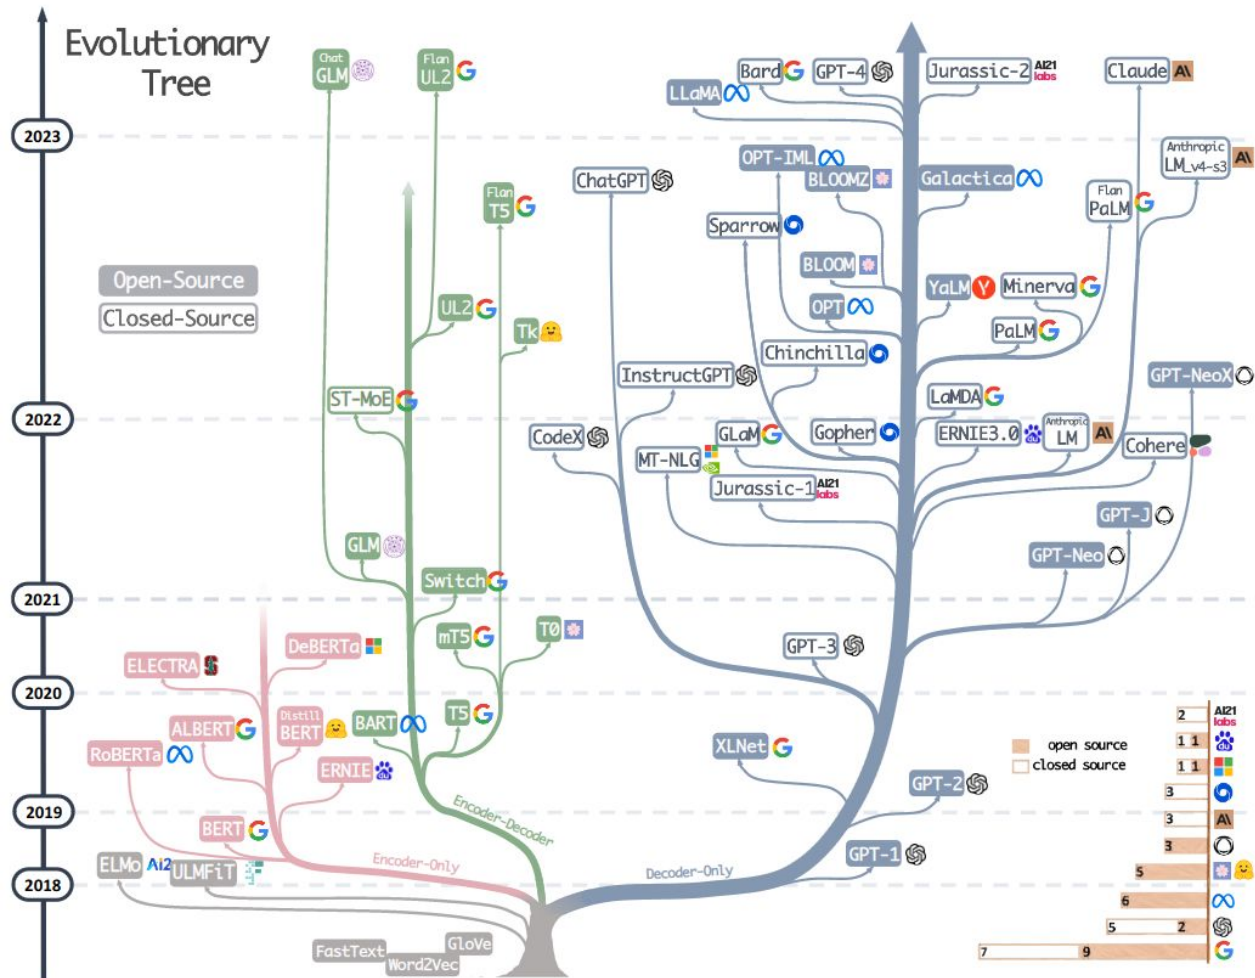 Evolutionary
Tree
Chat
GLM
Flan
UL2
Bard
GPT-4
Jurassic-2
AI21
labs
Claude
A\
LLaMA
2023
OPT-IML
Anthropic
LM_v4-s3
A\
ChatGPT
BLOOMZ
Galactica
Flan
T5
Flan
PaLM
Sparrow
BLOOM
Open-Source
YaLM
Y
Minerva
UL2
OPT
Closed-Source
Tk
PaLM
Chinchilla
InstructGPT
GPT-NeoX
ST-MoE
LaMDA
2022
CodeX
GLaM
Gopher
ERNIE3.0
du
Anthropic
LM
A\
Cohere
MT-NLG
Jurassic-1
AI21
labs
GPT-J
GLM
GPT-Neo
Switch
2021
mT5
T0
DeBERTa
GPT-3
ELECTRA
2020
T5
AI21
labs
2
ALBERT
Distill
BERT
BART
XLNet
open source
1 1
du
RoBERTa
closed source
1 1
ERNIE
du
GPT-2
3
2019
Encoder-Decoder
3
A\
BERT
3
GPT-1
ELMo
AI2
ULMFiT
Encoder-Only
Decoder-Only
5
2018
6
5 2
FastText
Word2Vec
GloVe
7 9